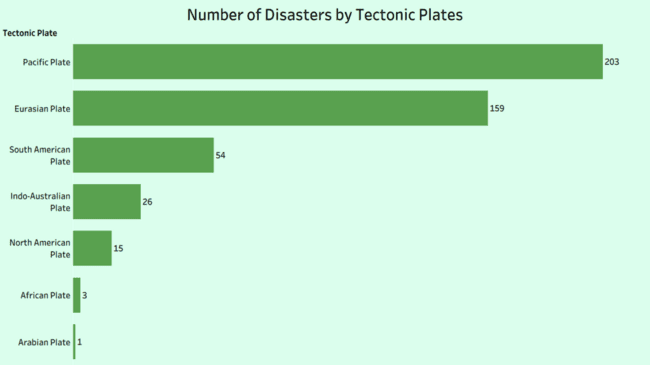 Number of Disasters by Tectonic Plates
Tectonic Plate
Pacific Plate
203
Eurasian Plate
159
South American
Plate
54
Indo-Australian
Plate
26
North American
Plate
15
African Plate
3
Arabian Plate
1